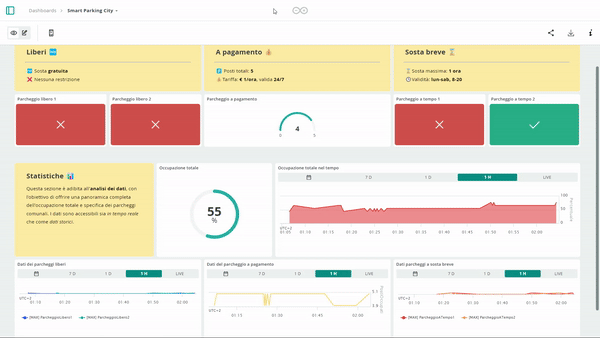 Dashboards > Smart Parking City
Liberi
A pagamento
Sosta breve
Sosta gratuita
Nessuna restrizione
Posti totale: 5
Tariffa: € 1/ora, valida 24/7
Sosta massima: 1 ora
Validità: lun-sab, 8-20
Parcheggio libero 1
Parcheggio libero 2
Parcheggio a pagamento
Parcheggio a tempo 1
Parcheggio a tempo 2
4
0
5
Statistiche
Questa sezione è adibita all'analisi dei dati, con
l'obiettivo di offrire una panoramica completa
dell'occupazione totale e specifica dei parcheggi
comunali. I dati sono accessibili sia in tempo reale
che come dati storici.
Occupazione totale
55
%
Occupazione totale nel tempo
7 D
1 D
1 H
LIVE
100
50
0
UTC+2
01:05
01:10
01:15
01:20
01:25
01:30
01:35
01:40
01:45
01:50
01:55
02:00
Dati dai parcheggi liberi
7 D
1 D
1 H
LIVE
UTC+2
01:10
01:20
01:30
01:40
01:50
02:00
[MAX] ParcheggioLibero1
[MAX] ParcheggioLibero2
Dati del parcheggio a pagamento
7 D
1 D
1 H
LIVE
UTC+2
01:15
01:30
01:45
02:00
Dati parcheggi a sosta breve
7 D
1 D
1 H
LIVE
UTC+2
01:10
01:20
01:30
01:40
01:50
02:00
[MAX] ParcheggioATempo1
[MAX] ParcheggioATempo2